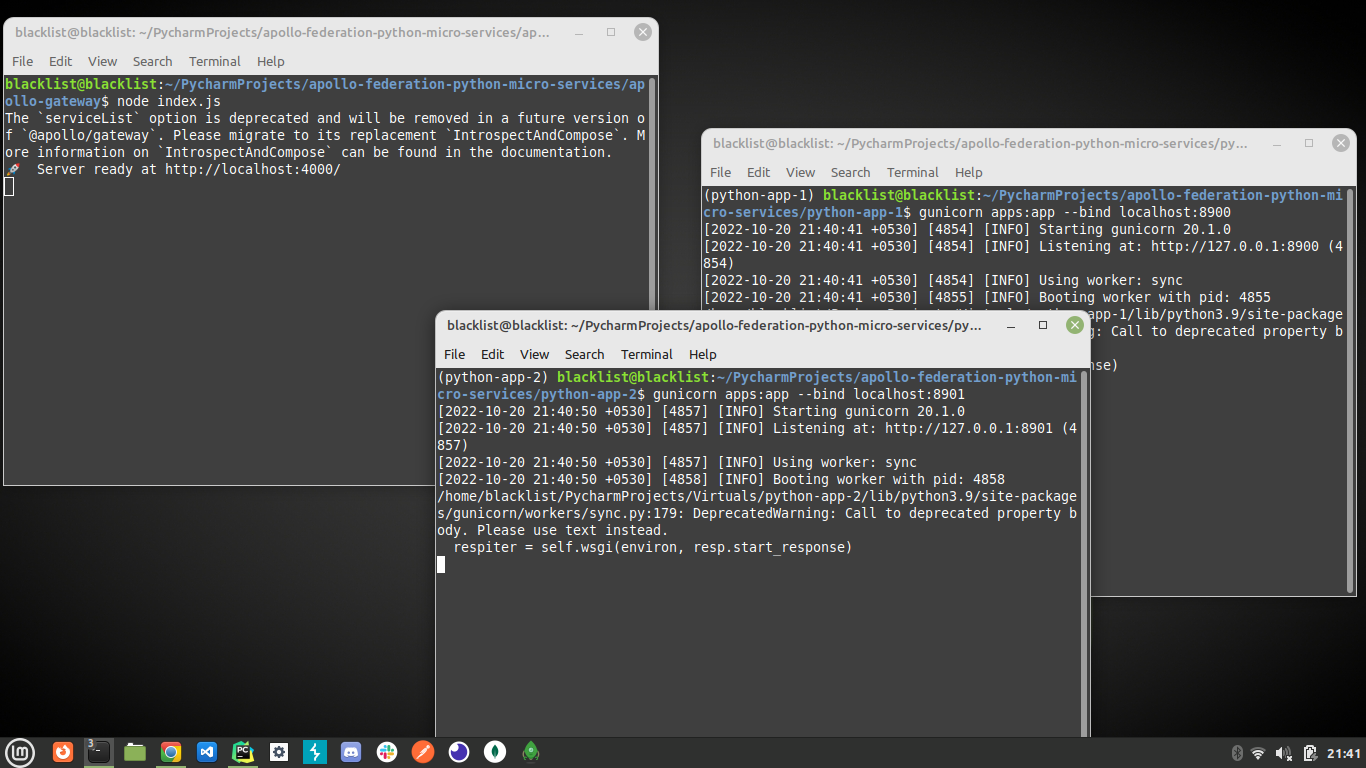 blacklist@blacklist: ~/PycharmProjects/apollo-federation-python-micro-services/ap...
File Edit View Search Terminal Help
blacklist@blacklist:~/PycharmProjects/apollo-federation-python-micro-services/ap
ollo-gateway$ node index.js
The `serviceList` option is deprecated and will be removed in a future version o
f `@apollo/gateway`. Please migrate to its replacement `IntrospectAndCompose`. M
ore information on `IntrospectAndCompose` can be found in the documentation.
🚀 Server ready at http://localhost:4000/
blacklist@blacklist: ~/PycharmProjects/apollo-federation-python-micro-services/py...
File Edit View Search Terminal Help
(python-app-1) blacklist@blacklist:~/PycharmProjects/apollo-federation-python-mi
cro-services/python-app-1$ gunicorn apps:app --bind localhost:8900
[2022-10-20 21:40:41 +0530] [4854] [INFO] Starting gunicorn 20.1.0
[2022-10-20 21:40:41 +0530] [4854] [INFO] Listening at: http://127.0.0.1:8900 (4
854)
[2022-10-20 21:40:41 +0530] [4854] [INFO] Using worker: sync
[2022-10-20 21:40:41 +0530] [4855] [INFO] Booting worker with pid: 4855
-app-1/lib/python3.9/site-package
g: Call to deprecated property b
nse)
blacklist@blacklist: ~/PycharmProjects/apollo-federation-python-micro-services/py...
File Edit View Search Terminal Help
(python-app-2) blacklist@blacklist:~/PycharmProjects/apollo-federation-python-mi
cro-services/python-app-2$ gunicorn apps:app --bind localhost:8901
[2022-10-20 21:40:50 +0530] [4857] [INFO] Starting gunicorn 20.1.0
[2022-10-20 21:40:50 +0530] [4857] [INFO] Listening at: http://127.0.0.1:8901 (4
857)
[2022-10-20 21:40:50 +0530] [4857] [INFO] Using worker: sync
[2022-10-20 21:40:50 +0530] [4858] [INFO] Booting worker with pid: 4858
/home/blacklist/PycharmProjects/Virtuals/python-app-2/lib/python3.9/site-package
s/gunicorn/workers/sync.py:179: DeprecatedWarning: Call to deprecated property b
ody. Please use text instead.
  respiter = self.wsgi(environ, resp.start_response)
3
PC
21:41